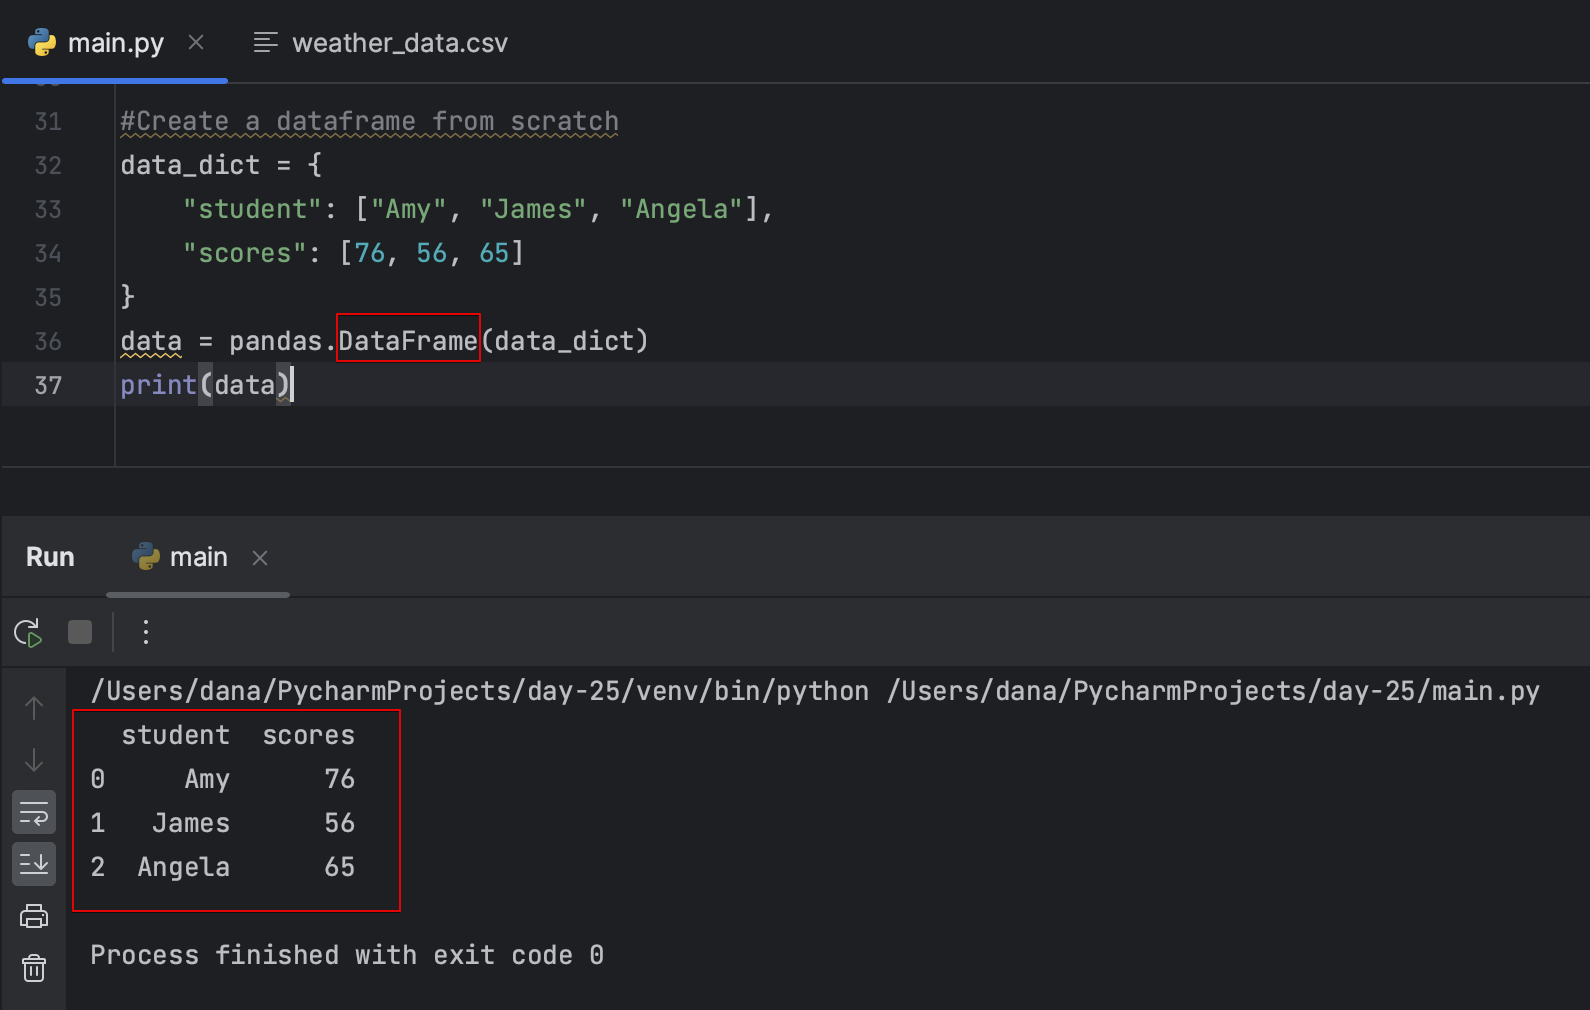 main.py weather_data.csv
31 #Create a dataframe from scratch
32 data_dict = {
33     "student": ["Amy", "James", "Angela"],
34     "scores": [76, 56, 65]
35 }
36 data = pandas.DataFrame(data_dict)
37 print(data)
Run main
/Users/dana/PycharmProjects/day-25/venv/bin/python /Users/dana/PycharmProjects/day-25/main.py
  student  scores
0     Amy      76
1   James      56
2  Angela      65
Process finished with exit code 0